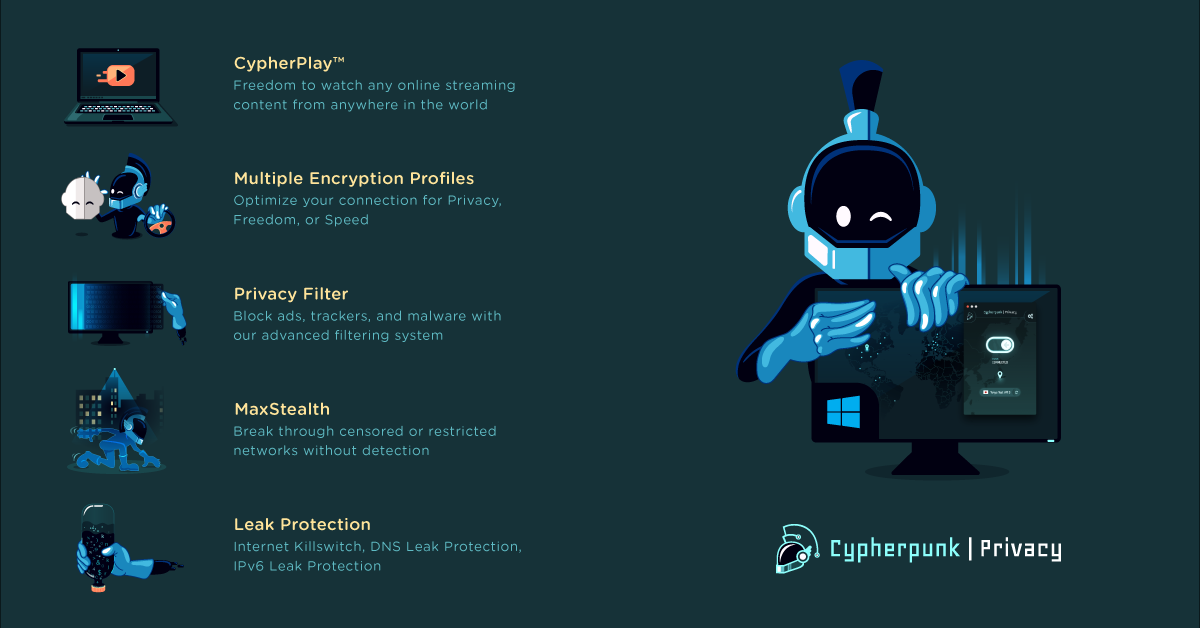 CypherPlay™
Freedom to watch any online streaming
content from anywhere in the world
Multiple Encryption Profiles
Optimize your connection for Privacy,
Freedom, or Speed
Privacy Filter
Block ads, trackers, and malware with
our advanced filtering system
MaxStealth
Break through censored or restricted
networks without detection
Leak Protection
Internet Killswitch, DNS Leak Protection,
IPv6 Leak Protection
Cypherpunk | Privacy
Cypherpunk | Privacy